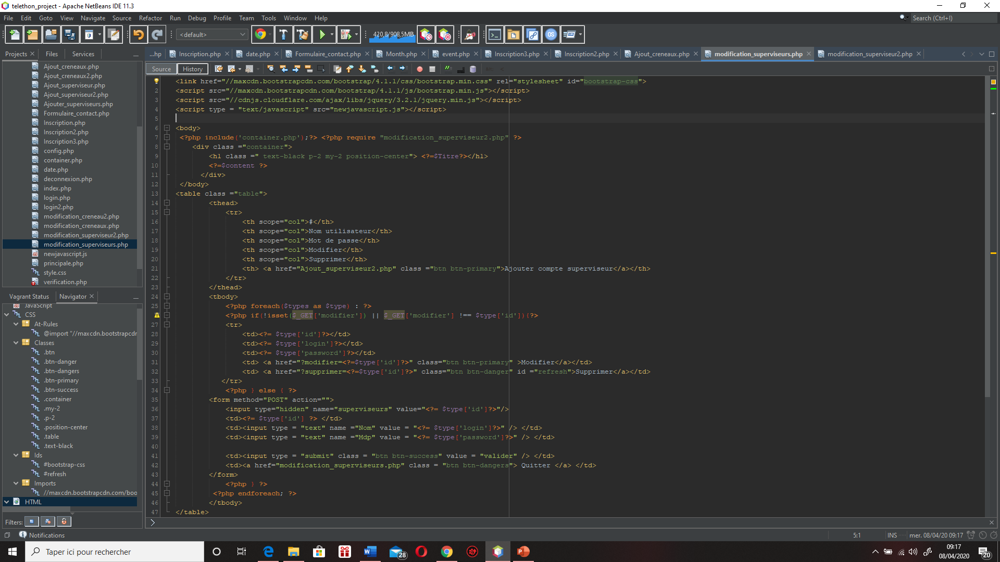 telethon_project - Apache NetBeans IDE 11.3
File Edit Goto View Navigate Source Refactor Run Debug Profile Team Tools Window Help
Search (Ctrl+I)
<default>
420,8/908,5MB
Projects Files Services
...hp Inscription.php date.php Formulaire_contact.php Month.php event.php Inscription3.php Inscription2.php Ajout_creneaux.php modification_superviseurs.php modification_superviseur2.php
Source History
Ajout_creneaux.php
Ajout_creneaux2.php
Ajout_superviseur.php
Ajout_superviseur2.php
Ajouter_superviseurs.php
Formulaire_contact.php
Inscription.php
Inscription2.php
Inscription3.php
config.php
container.php
date.php
deconnexion.php
index.php
login.php
login2.php
modification_creneau2.php
modification_creneaux.php
modification_superviseur2.php
modification_superviseurs.php
newjavascript.js
principale.php
style.css
verification.php
Vagrant Status Navigator
JavaScript
CSS
At-Rules
@import "//maxcdn.bootstrapcdn
Classes
.btn
.btn-danger
.btn-dangers
.btn-primary
.btn-success
.container
.my-2
.p-2
.position-center
.table
.text-black
Ids
#bootstrap-css
#refresh
Imports
//maxcdn.bootstrapcdn.com/boo
HTML
Filters:
<link href="//maxcdn.bootstrapcdn.com/bootstrap/4.1.1/css/bootstrap.min.css" rel="stylesheet" id="bootstrap-css">
2 <script src="//maxcdn.bootstrapcdn.com/bootstrap/4.1.1/js/bootstrap.min.js"></script>
3 <script src="//cdnjs.cloudflare.com/ajax/libs/jquery/3.2.1/jquery.min.js"></script>
4 <script type = "text/javascript" src="newjavascript.js"></script>
5
6 <body>
7 <?php include('container.php');?> <?php require "modification_superviseur2.php" ?>
8 <div class ="container">
9 <h1 class =" text-black p-2 my-2 position-center"> <?=$Titre?></h1>
10 <?=$content ?>
11 </div>
12 </body>
13 <table class ="table">
14 <thead>
15 <tr>
16 <th scope="col">#</th>
17 <th scope="col">Nom utilisateur</th>
18 <th scope="col">Mot de passe</th>
19 <th scope="col">Modifier</th>
20 <th scope="col">Supprimer</th>
21 <th> <a href="Ajout_superviseur2.php" class ="btn btn-primary">Ajouter compte superviseur</a></th>
22 </tr>
23 </thead>
24 <tbody>
25 <?php foreach($types as $type) : ?>
<?php if(!isset($_GET['modifier']) || $_GET['modifier'] !== $type['id']){?>
27 <tr>
28 <td><?= $type['id']?></td>
29 <td><?= $type['login']?></td>
30 <td><?= $type['password']?></td>
31 <td> <a href="?modifier=<?=$type['id']?>" class="btn btn-primary" >Modifier</a></td>
32 <td> <a href="?supprimer=<?=$type['id']?>" class="btn btn-danger" id ="refresh">Supprimer</a></td>
33 </tr>
34 <?php } else { ?>
35 <form method="POST" action="">
36 <input type="hidden" name="superviseurs" value="<?= $type['id']?>"/>
37 <td><?= $type['id'] ?> </td>
38 <td><input type = "text" name ="Nom" value = "<?= $type['login']?>" /> </td>
39 <td><input type = "text" name ="Mdp" value = "<?= $type['password']?>" /> </td>
40
41 <td><input type = "submit" class = "btn btn-success" value = "valider" /> </td>
42 <td><a href="modification_superviseurs.php" class = "btn btn-dangers"> Quitter </a> </td>
43 </form>
44 <?php } ?>
45 <?php endforeach; ?>
46 </tbody>
47 </table>
Notifications
5:1 INS mer. 08/04/20 09:17
Taper ici pour rechercher
28
09:17
08/04/2020
20